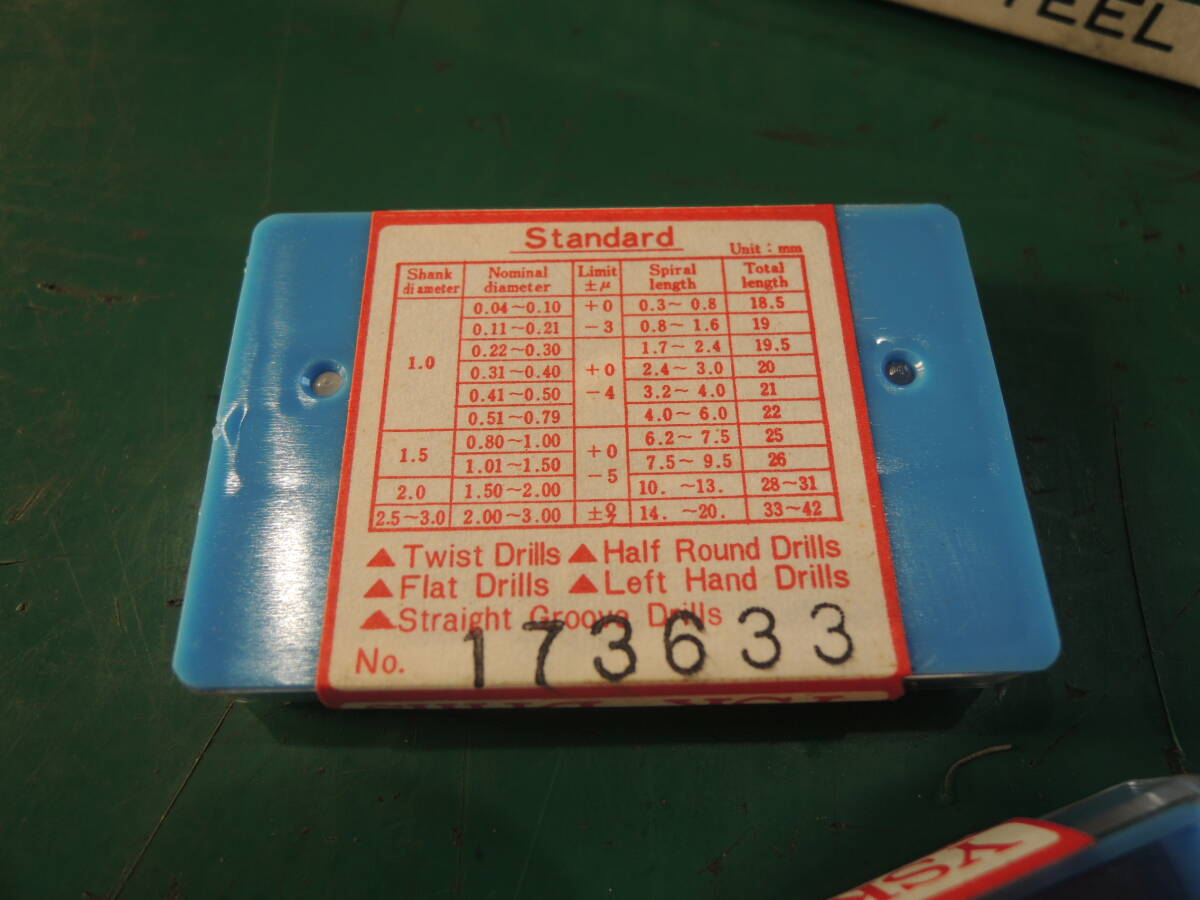 TEEL
Standard
Unit : mm
Shank diameter Nominal diameter Limit ±μ Spiral length Total length
1.0 0.04~0.10 +0 0.3~ 0.8 18.5
0.11~0.21 −3 0.8~ 1.6 19
0.22~0.30 1.7~ 2.4 19.5
0.31~0.40 +0 2.4~ 3.0 20
0.41~0.50 −4 3.2~ 4.0 21
0.51~0.79 4.0~ 6.0 22
1.5 0.80~1.00 +0 6.2~ 7.5 25
1.01~1.50 −5 7.5~ 9.5 26
2.0 1.50~2.00 10. ~13. 28~31
2.5~3.0 2.00~3.00 14. ~20. 33~42
▲Twist Drills ▲Half Round Drills
▲Flat Drills ▲Left Hand Drills
▲Straight Groove Drills
No. 173633
YSK